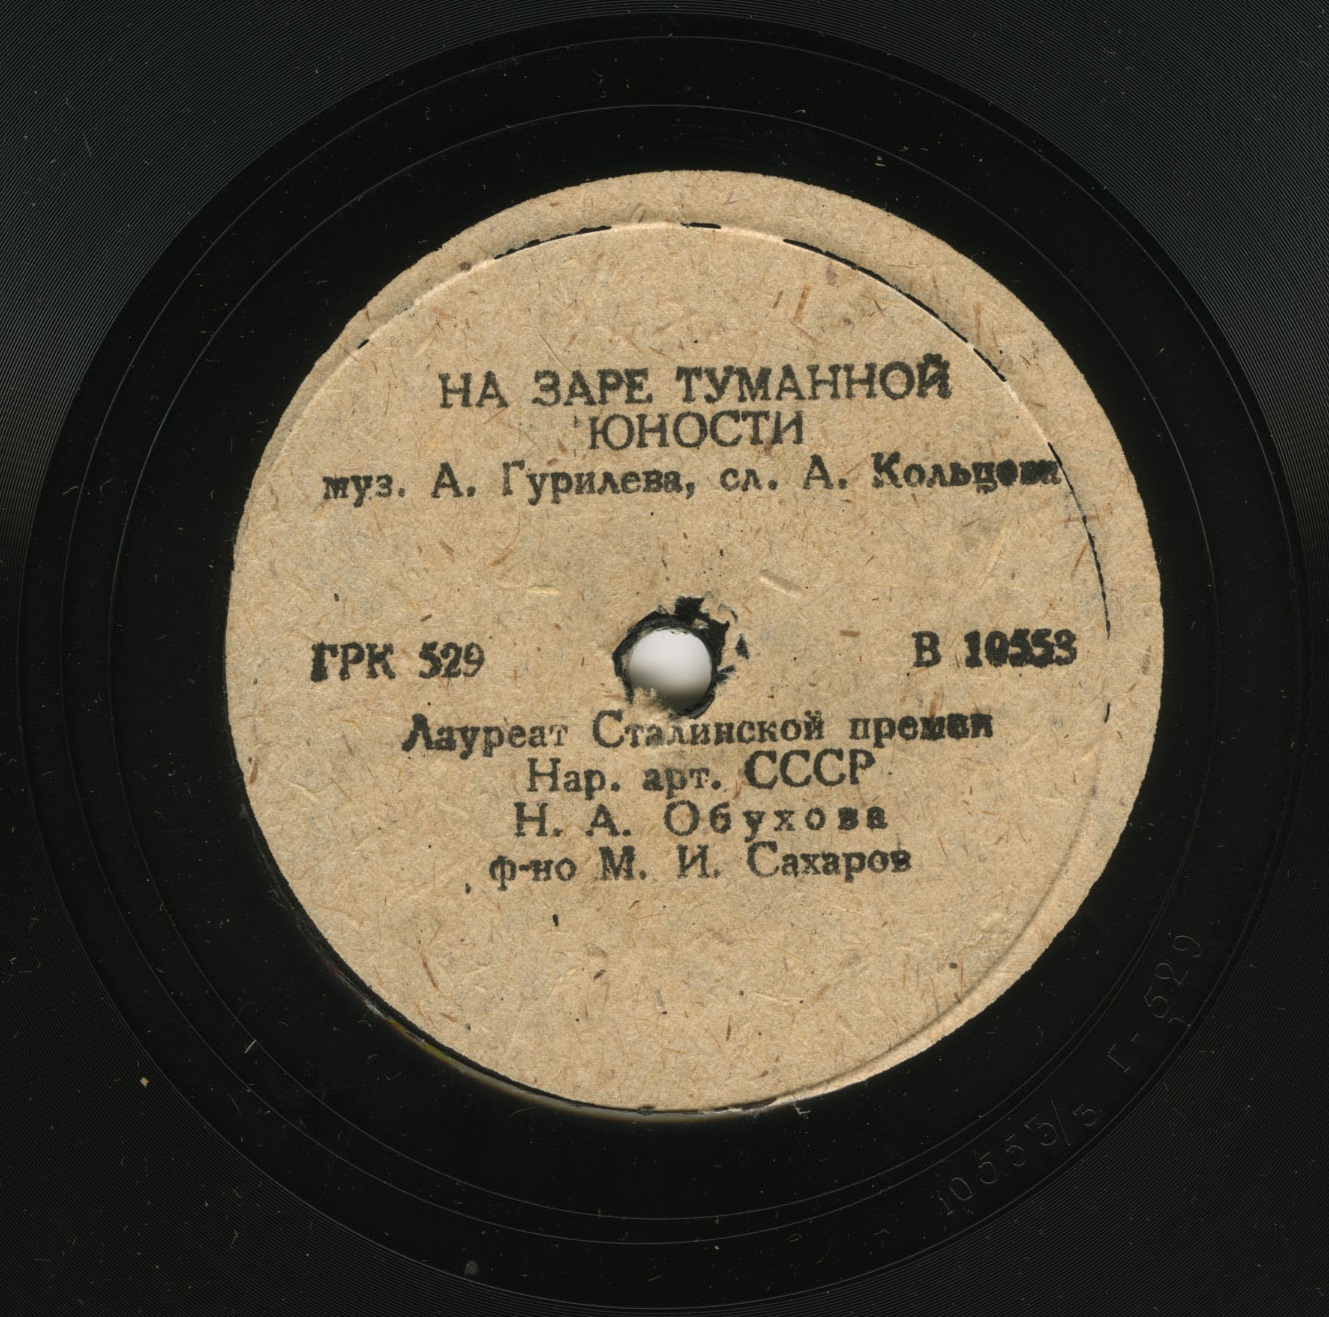 НА ЗАРЕ ТУМАННОЙ
ЮНОСТИ
муз. А. Гурилева, сл. А. Кольцова
ГРК 529
В 10553
Лауреат Сталинской премии
Нар. арт. СССР
Н. А. Обухова
ф-но М. И. Сахаров
10553/3 Г-529